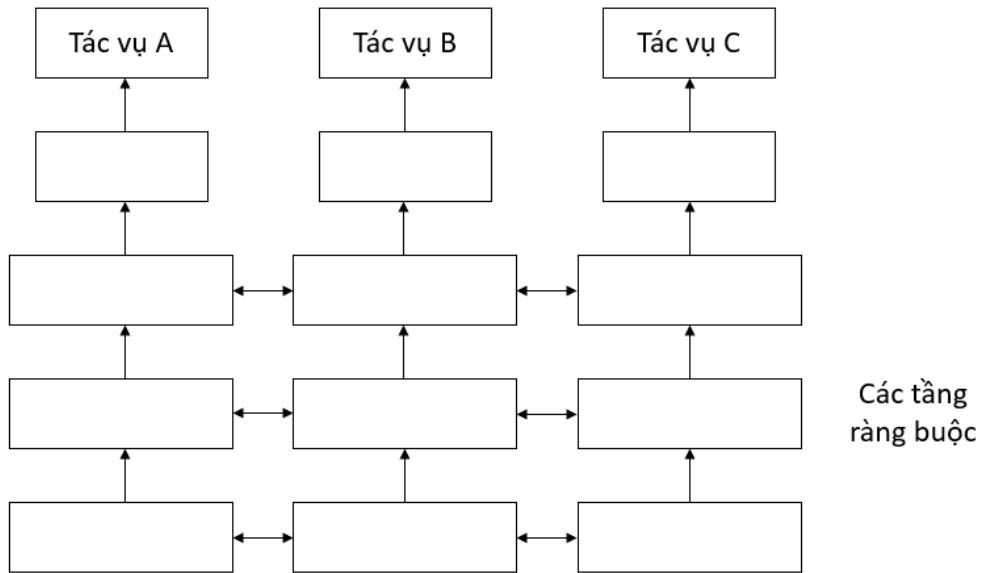 Tác vụ A
Tác vụ B
Tác vụ C
Các tầng
ràng buộc